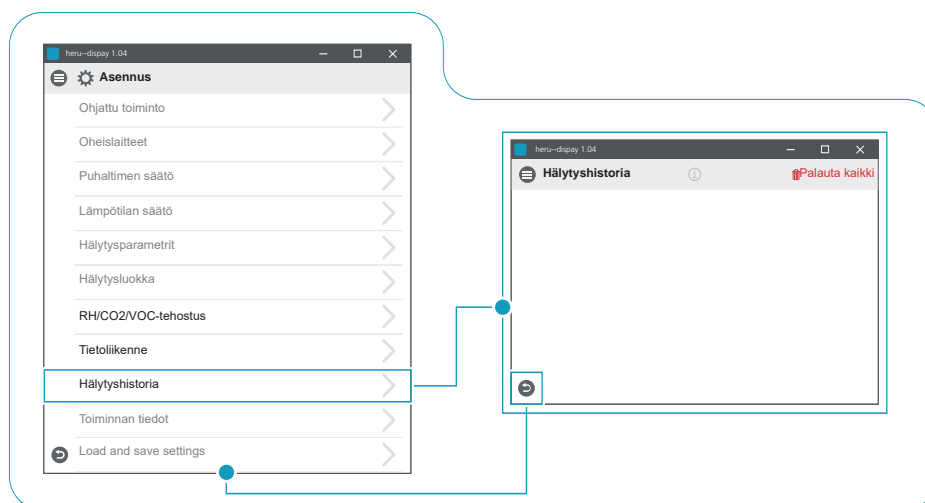 heru--dispay 1.04
Asennus
Ohjattu toiminto
Oheislaitteet
Puhaltimen säätö
Lämpötilan säätö
Hälytysparametrit
Hälytysluokka
RH/CO2/VOC-tehostus
Tietoliikenne
Hälytyshistoria
Toiminnan tiedot
Load and save settings
heru--dispay 1.04
Hälytyshistoria Palauta kaikki